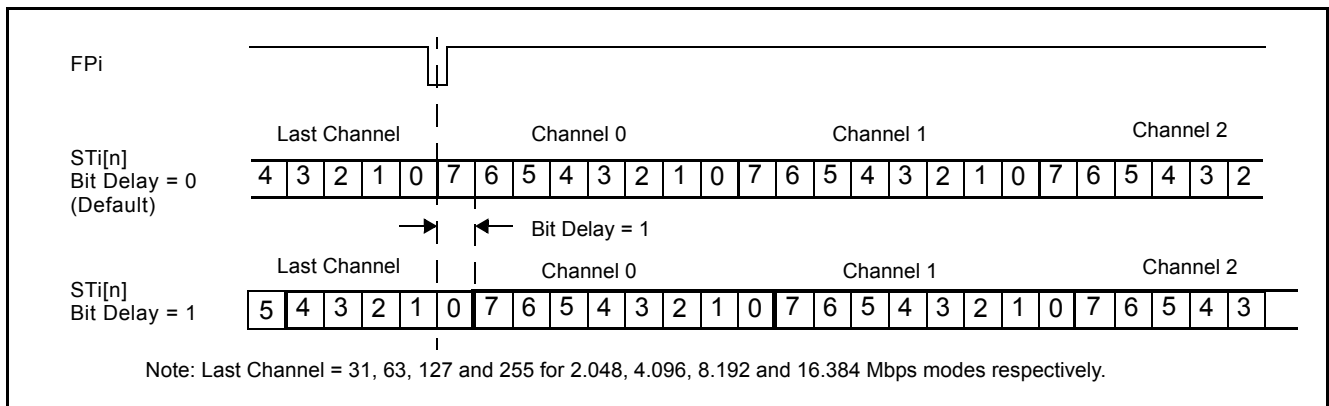 FPi
Last Channel Channel 0 Channel 1 Channel 2
STi[n]
Bit Delay = 0
(Default)
4 3 2 1 0 7 6 5 4 3 2 1 0 7 6 5 4 3 2 1 0 7 6 5 4 3 2
Bit Delay = 1
Last Channel Channel 0 Channel 1 Channel 2
STi[n]
Bit Delay = 1
5 4 3 2 1 0 7 6 5 4 3 2 1 0 7 6 5 4 3 2 1 0 7 6 5 4 3
Note: Last Channel = 31, 63, 127 and 255 for 2.048, 4.096, 8.192 and 16.384 Mbps modes respectively.